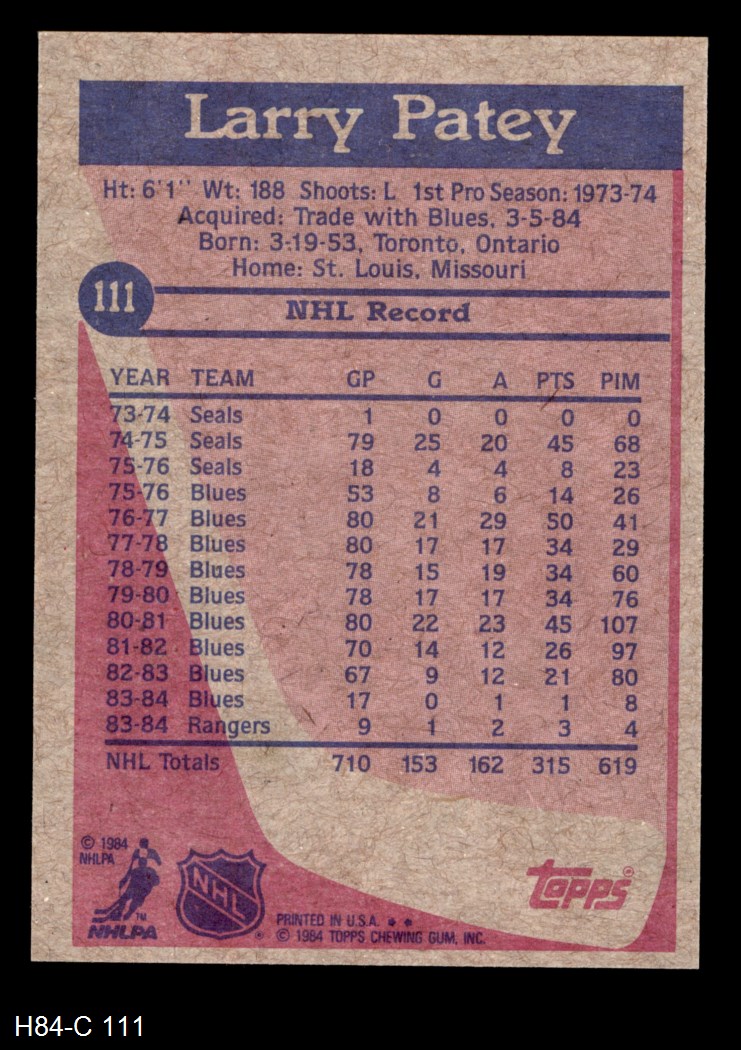 Larry Patey
Ht: 6'1" Wt: 188 Shoots: L 1st Pro Season: 1973-74
Acquired: Trade with Blues, 3-5-84
Born: 3-19-53, Toronto, Ontario
Home: St. Louis, Missouri
111
NHL Record
YEAR TEAM GP G A PTS PIM
73-74 Seals 1 0 0 0 0
74-75 Seals 79 25 20 45 68
75-76 Seals 18 4 4 8 23
75-76 Blues 53 8 6 14 26
76-77 Blues 80 21 29 50 41
77-78 Blues 80 17 17 34 29
78-79 Blues 78 15 19 34 60
79-80 Blues 78 17 17 34 76
80-81 Blues 80 22 23 45 107
81-82 Blues 70 14 12 26 97
82-83 Blues 67 9 12 21 80
83-84 Blues 17 0 1 1 8
83-84 Rangers 9 1 2 3 4
NHL Totals 710 153 162 315 619
© 1984
NHLPA
TM
NHLPA
NHL
®
topps®
PRINTED IN U.S.A. **
© 1984 TOPPS CHEWING GUM, INC.
H84-C 111